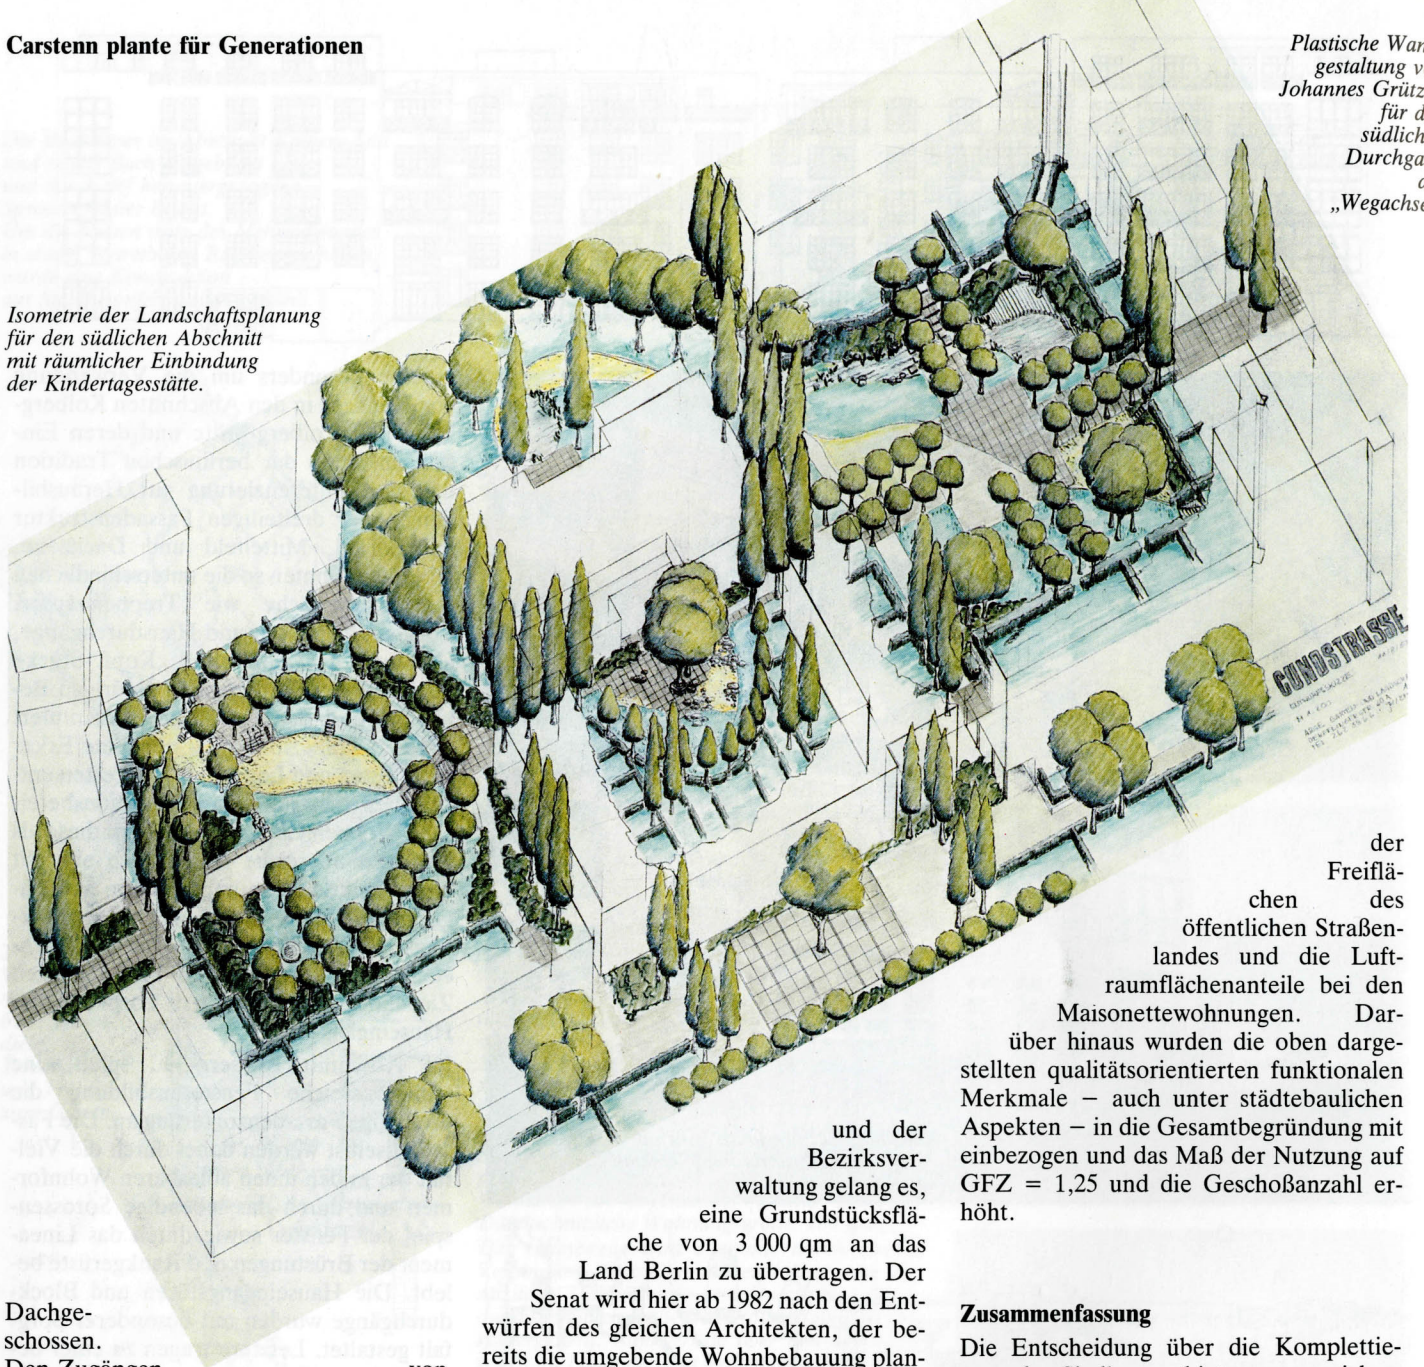 Carstenn plante für Generationen
Plastische Wan
gestaltung v
Johannes Grütz
für d
südlich
Durchga
„Wegachse
Isometrie der Landschaftsplanung
für den südlichen Abschnitt
mit räumlicher Einbindung
der Kindertagesstätte.
CUNOSTRASSE
Dachge-
schossen.
Den Zugängen von
und der
Bezirksver-
waltung gelang es,
eine Grundstücksflä-
che von 3 000 qm an das
Land Berlin zu übertragen. Der
Senat wird hier ab 1982 nach den Ent-
würfen des gleichen Architekten, der be-
reits die umgebende Wohnbebauung plan-
der
Freiflä-
chen des
öffentlichen Straßen-
landes und die Luft-
raumflächenanteile bei den
Maisonettewohnungen. Dar-
über hinaus wurden die oben darge-
stellten qualitätsorientierten funktionalen
Merkmale – auch unter städtebaulichen
Aspekten – in die Gesamtbegründung mit
einbezogen und das Maß der Nutzung auf
GFZ = 1,25 und die Geschoßanzahl er-
höht.
Zusammenfassung
Die Entscheidung über die Komplettie-